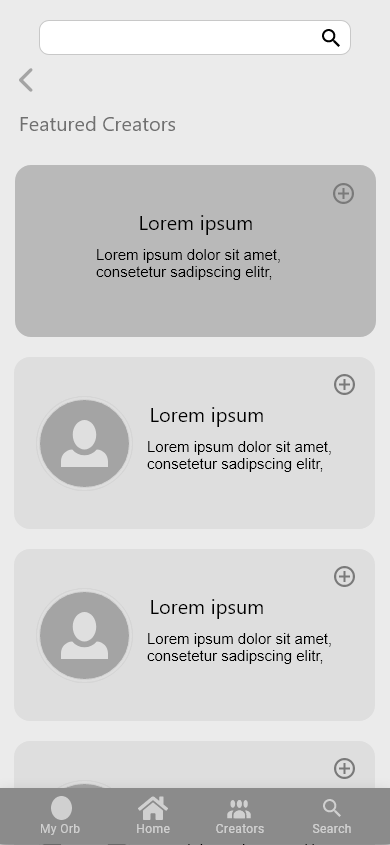 Featured Creators
Lorem ipsum
Lorem ipsum dolor sit amet,
consetetur sadipscing elitr,
Lorem ipsum
Lorem ipsum dolor sit amet,
consetetur sadipscing elitr,
Lorem ipsum
Lorem ipsum dolor sit amet,
consetetur sadipscing elitr,
My Orb
Home
Creators
Search